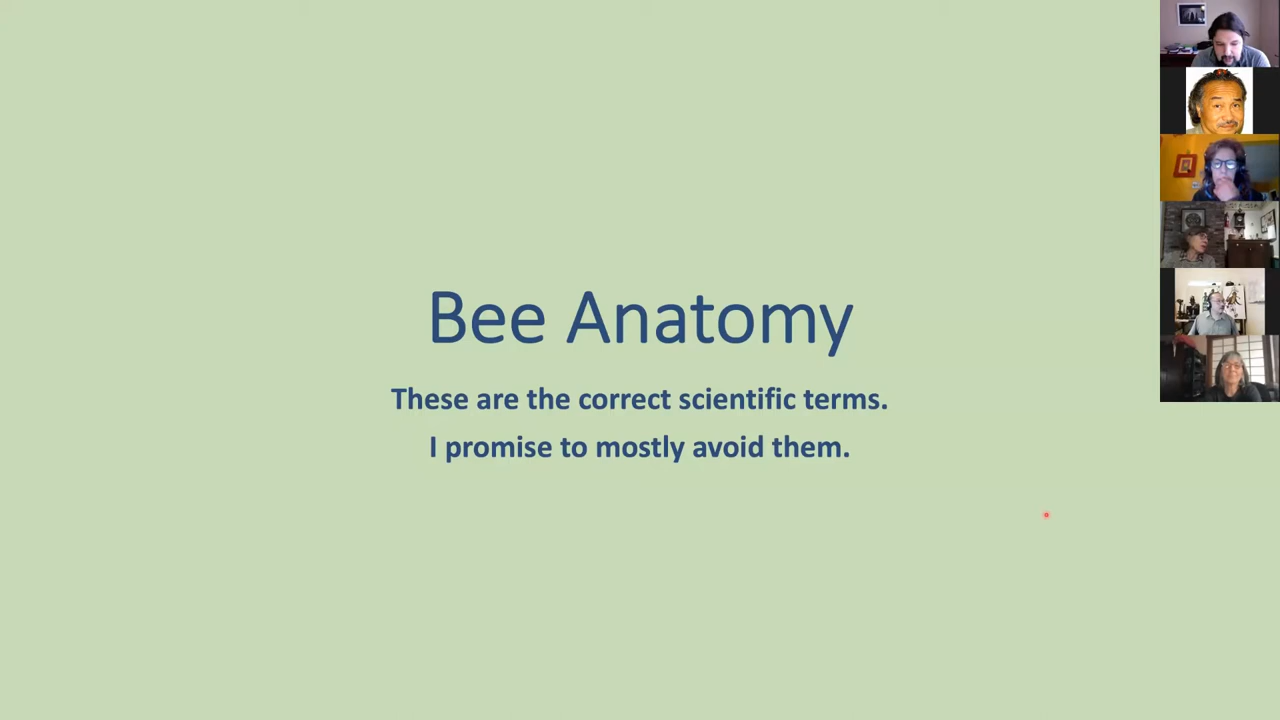 Bee Anatomy
These are the correct scientific terms.
I promise to mostly avoid them.